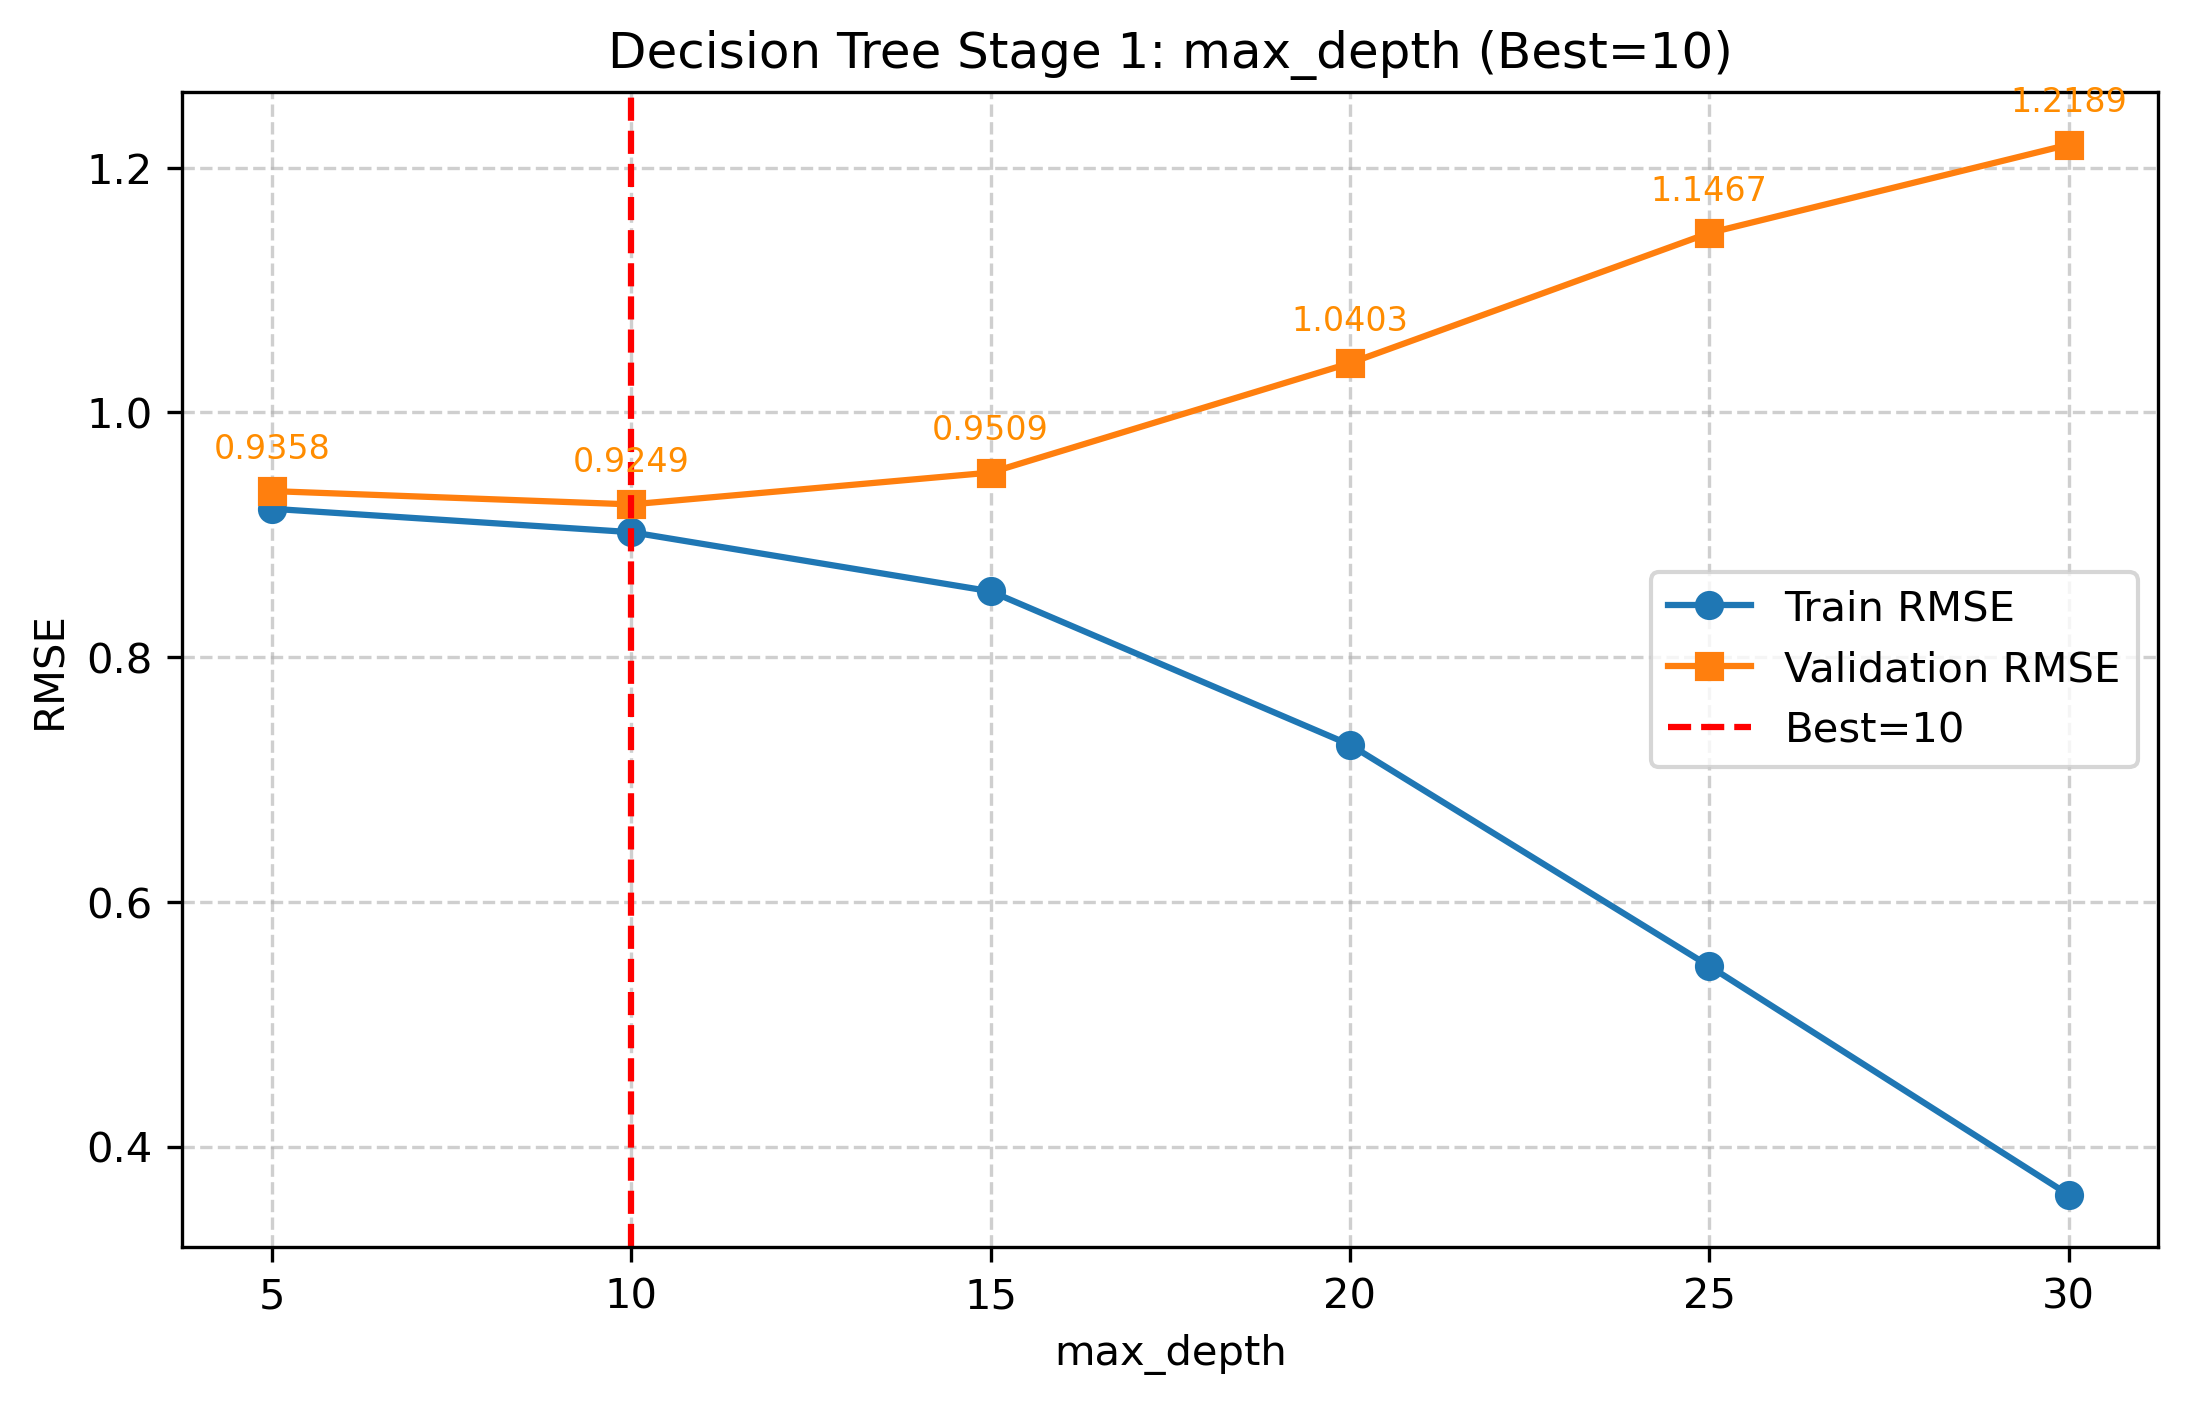 Decision Tree Stage 1: max_depth (Best=10)
1.2189
1.2
1.1467
1.0403
1.0
0.9509
0.9358
0.9249
0.8
0.6
0.4
RMSE
Train RMSE
Validation RMSE
Best=10
5 10 15 20 25 30
max_depth